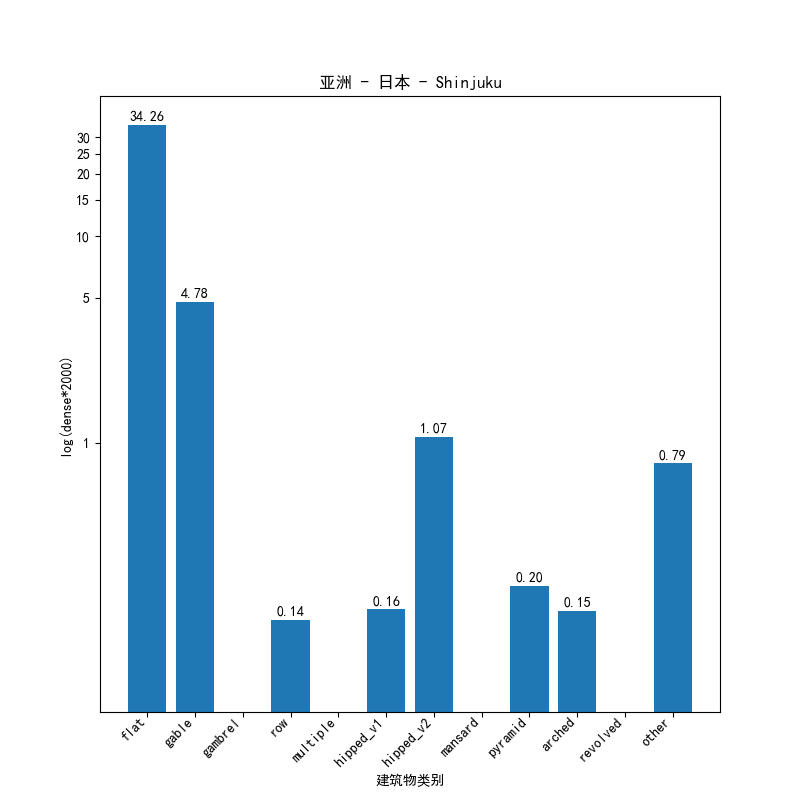 亚洲 - 日本 - Shinjuku
34.26
30
25
20
15
10
5
1
4.78
0.14
0.16
1.07
0.20
0.15
0.79
log(dense*2000)
flat
gable
gambrel
row
multiple
hipped_v1
hipped_v2
mansard
pyramid
arched
revolved
other
建筑物类别